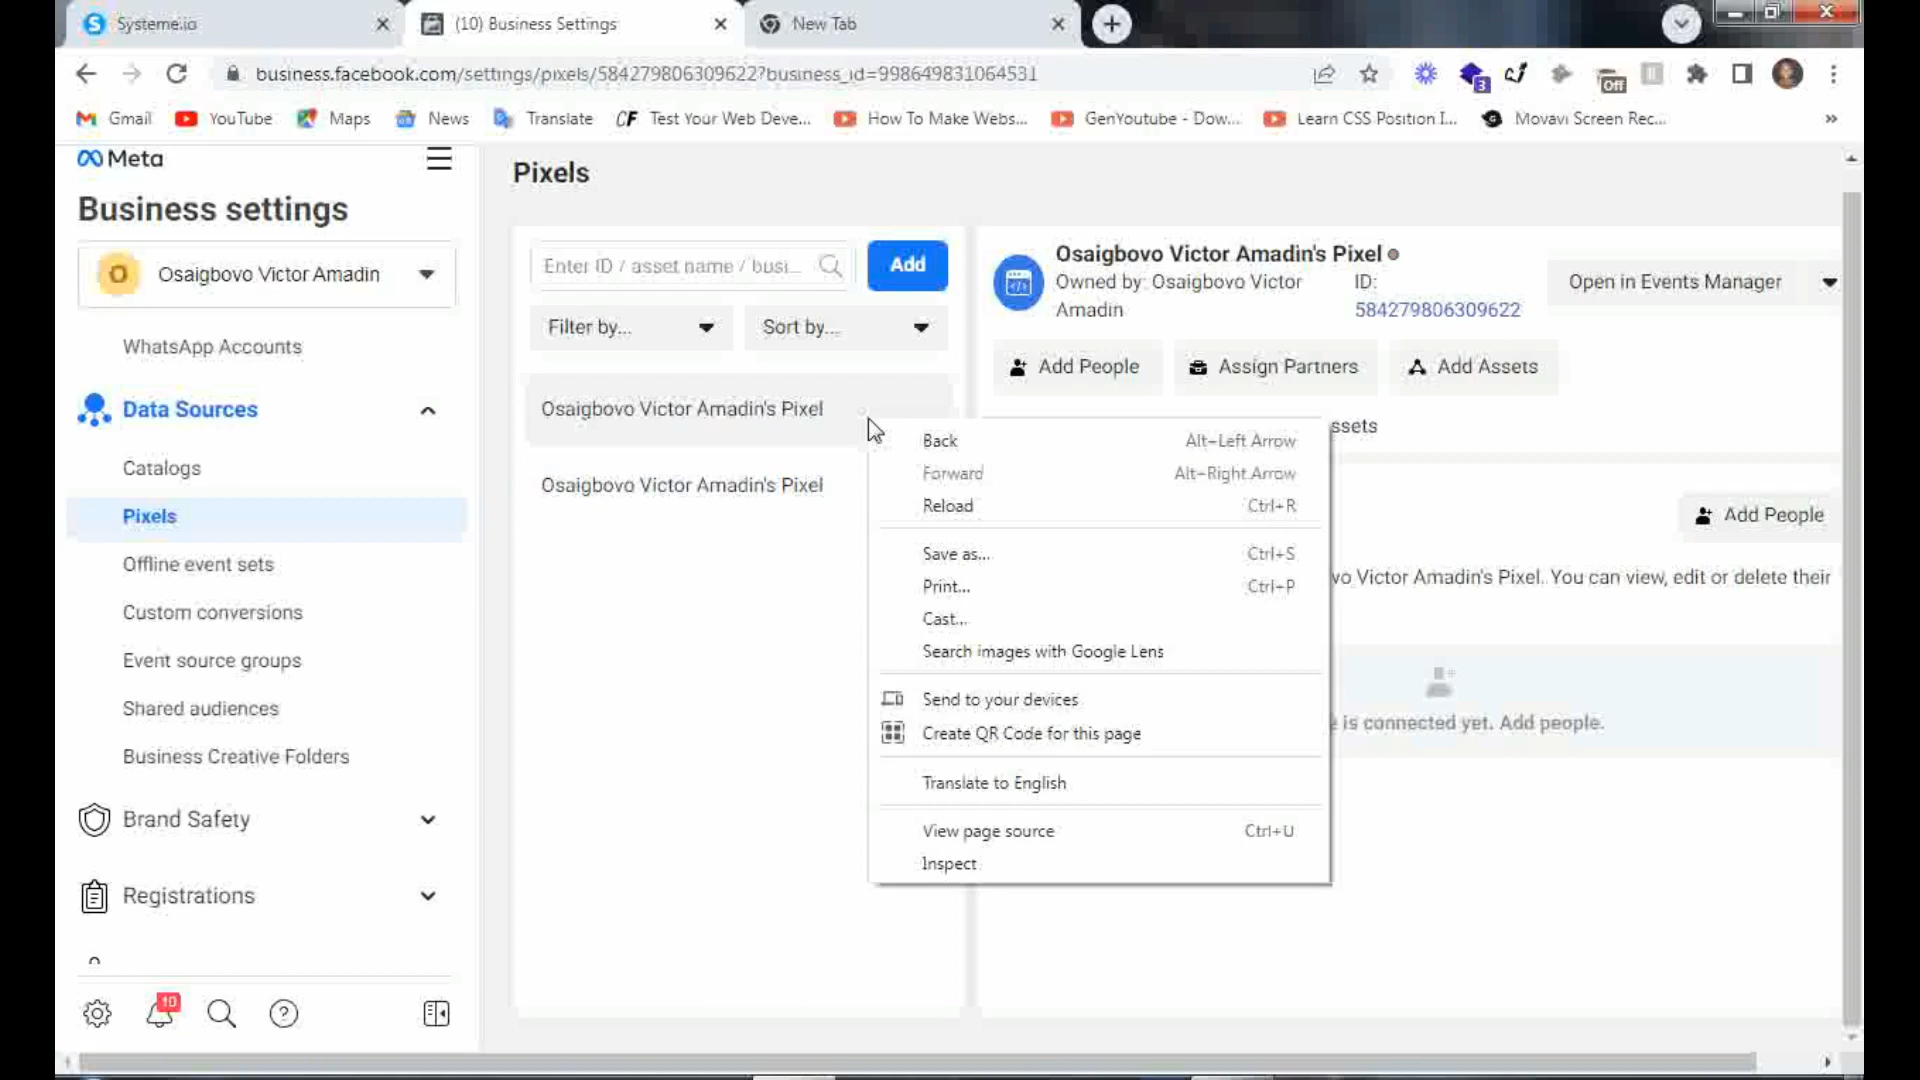 Systeme.io
(10) Business Settings
New Tab
business.facebook.com/settings/pixels/584279806309622?business_id=998649831064531
3
Off
Gmail
YouTube
Maps
News
Translate
CF Test Your Web Deve...
How To Make Webs...
GenYoutube - Dow...
Learn CSS Position I...
Movavi Screen Rec...
»
Meta
Business settings
O Osaigbovo Victor Amadin
WhatsApp Accounts
Data Sources
Catalogs
Pixels
Offline event sets
Custom conversions
Event source groups
Shared audiences
Business Creative Folders
Brand Safety
Registrations
10
Pixels
Enter ID / asset name / busi...
Add
Filter by...
Sort by...
Osaigbovo Victor Amadin's Pixel
Osaigbovo Victor Amadin's Pixel
Osaigbovo Victor Amadin's Pixel
Owned by: Osaigbovo Victor
Amadin
ID:
584279806309622
Open in Events Manager
Add People
Assign Partners
Add Assets
ssets
Add People
vo Victor Amadin's Pixel. You can view, edit or delete their
is connected yet. Add people.
Back Alt+Left Arrow
Forward Alt+Right Arrow
Reload Ctrl+R
Save as... Ctrl+S
Print... Ctrl+P
Cast...
Search images with Google Lens
Send to your devices
Create QR Code for this page
Translate to English
View page source Ctrl+U
Inspect